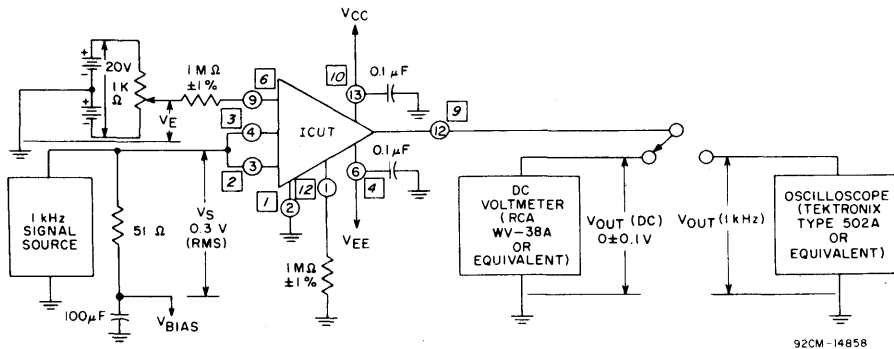 VCC
+
-
20V
+
-
1K
Ω
1 MΩ
±1%
VE
6
9
3
4
2
3
ICUT
10
13
0.1 µF
9
12
0.1 µF
6
4
VEE
1
12
2
1
1MΩ
±1%
1 kHz
SIGNAL
SOURCE
51 Ω
VS
0.3 V
(RMS)
100µF
VBIAS
DC
VOLTMETER
(RCA
WV-38A
OR
EQUIVALENT)
VOUT (DC)
0±0.1V
VOUT (1 kHz)
OSCILLOSCOPE
(TEKTRONIX
TYPE 502A
OR
EQUIVALENT)
92CM-14858